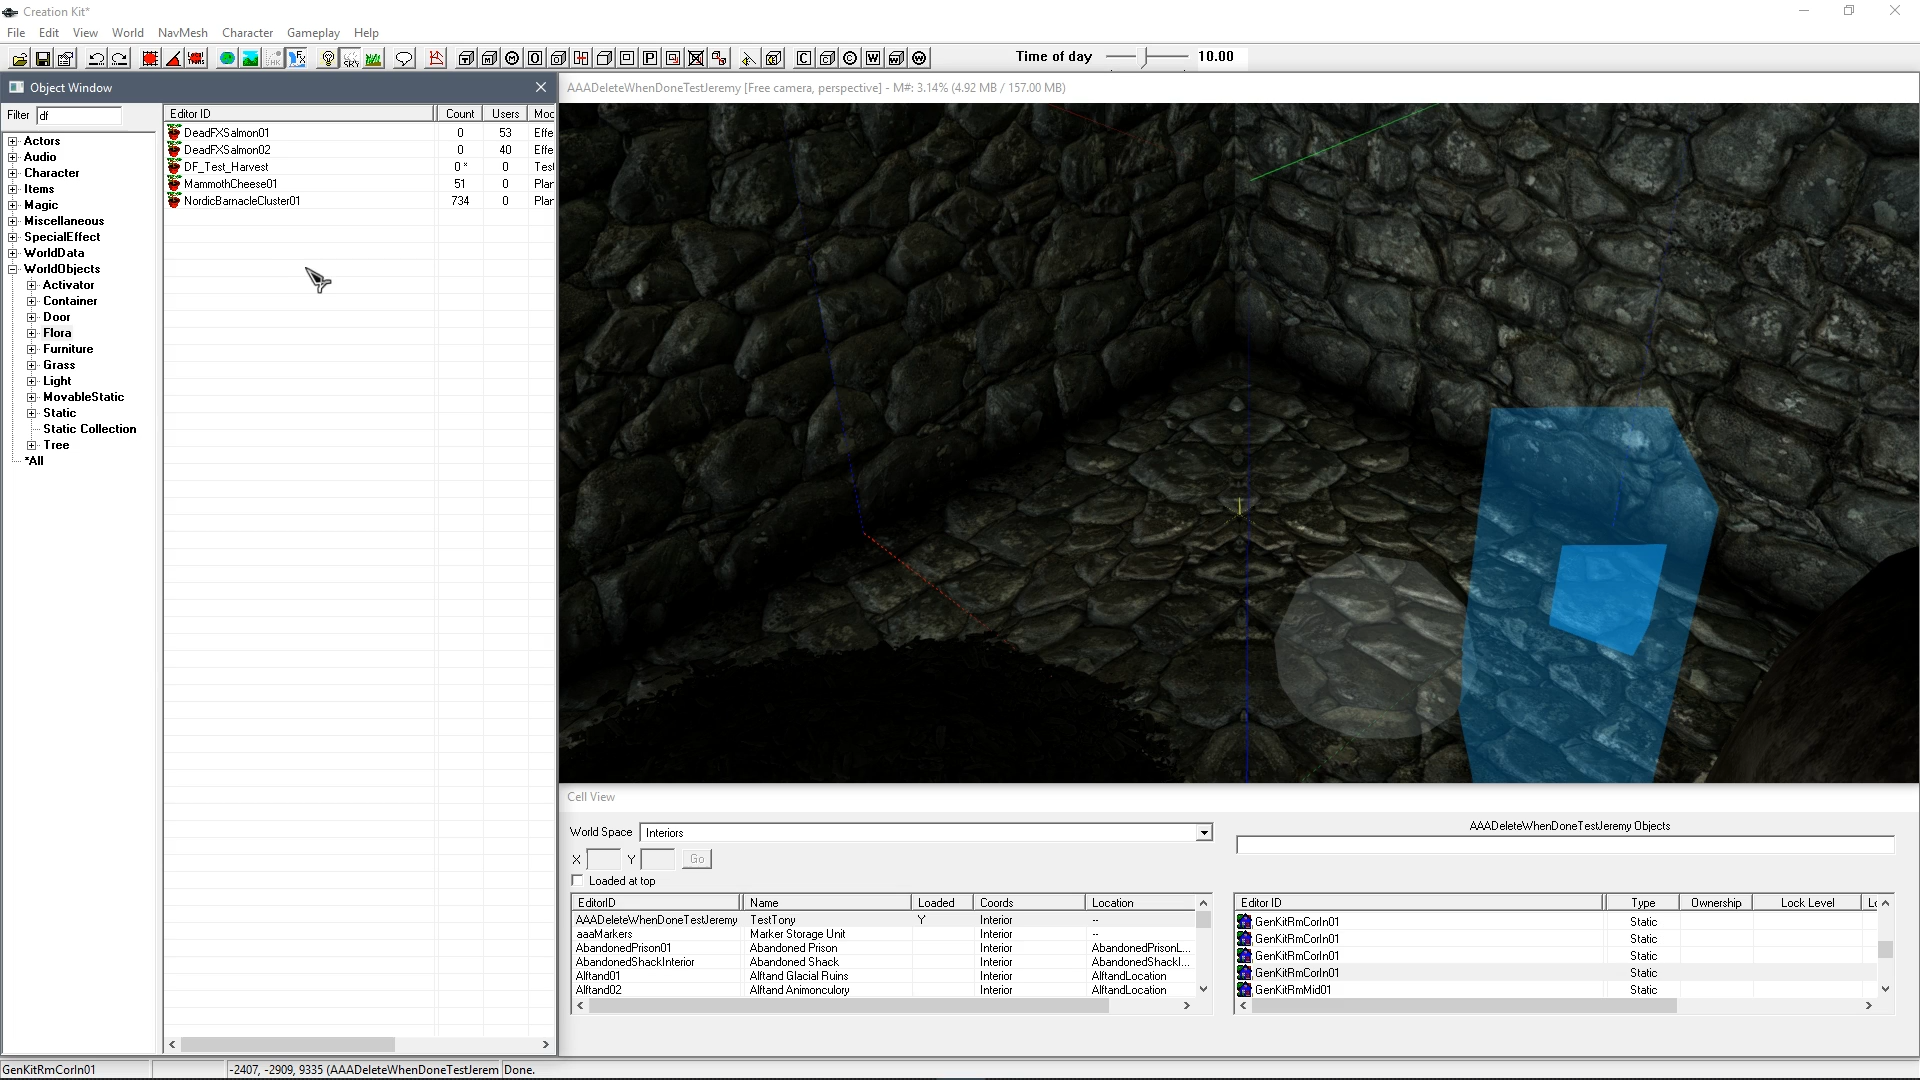 Creation Kit*
File Edit View World NavMesh Character Gameplay Help
Time of day 10.00
Object Window
Filter df
Actors
Audio
Character
Items
Magic
Miscellaneous
SpecialEffect
WorldData
WorldObjects
Activator
Container
Door
Flora
Furniture
Grass
Light
MovableStatic
Static
Static Collection
Tree
*All
Editor ID Count Users Moc
DeadFXSalmon01 0 53 Effe
DeadFXSalmon02 0 40 Effe
DF_Test_Harvest 0 * 0 Test
MammothCheese01 51 0 Plar
NordicBarnacleCluster01 734 0 Plar
AAADeleteWhenDoneTestJeremy [Free camera, perspective] - M#: 3.14% (4.92 MB / 157.00 MB)
Cell View
World Space Interiors
X Y Go
Loaded at top
EditorID Name Loaded Coords Location
AAADeleteWhenDoneTestJeremy TestTony Y Interior --
aaaMarkers Marker Storage Unit Interior --
AbandonedPrison01 Abandoned Prison Interior AbandonedPrisonL...
AbandonedShackInterior Abandoned Shack Interior AbandonedShackI...
Alftand01 Alftand Glacial Ruins Interior AlftandLocation
Alftand02 Alftand Animonculory Interior AlftandLocation
AAADeleteWhenDoneTestJeremy Objects
Editor ID Type Ownership Lock Level
GenKitRmCorIn01 Static
GenKitRmCorIn01 Static
GenKitRmCorIn01 Static
GenKitRmCorIn01 Static
GenKitRmMid01 Static
GenKitRmCorIn01 -2407, -2909, 9335 (AAADeleteWhenDoneTestJerem Done.